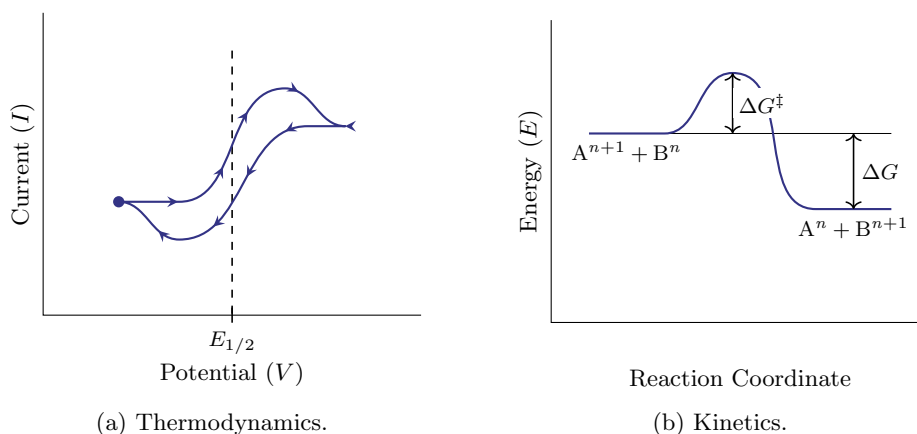 Current (I)
E₁/₂
Potential (V)
(a) Thermodynamics.
Energy (E)
Aⁿ⁺¹ + Bⁿ
ΔG‡
ΔG
Aⁿ + Bⁿ⁺¹
Reaction Coordinate
(b) Kinetics.